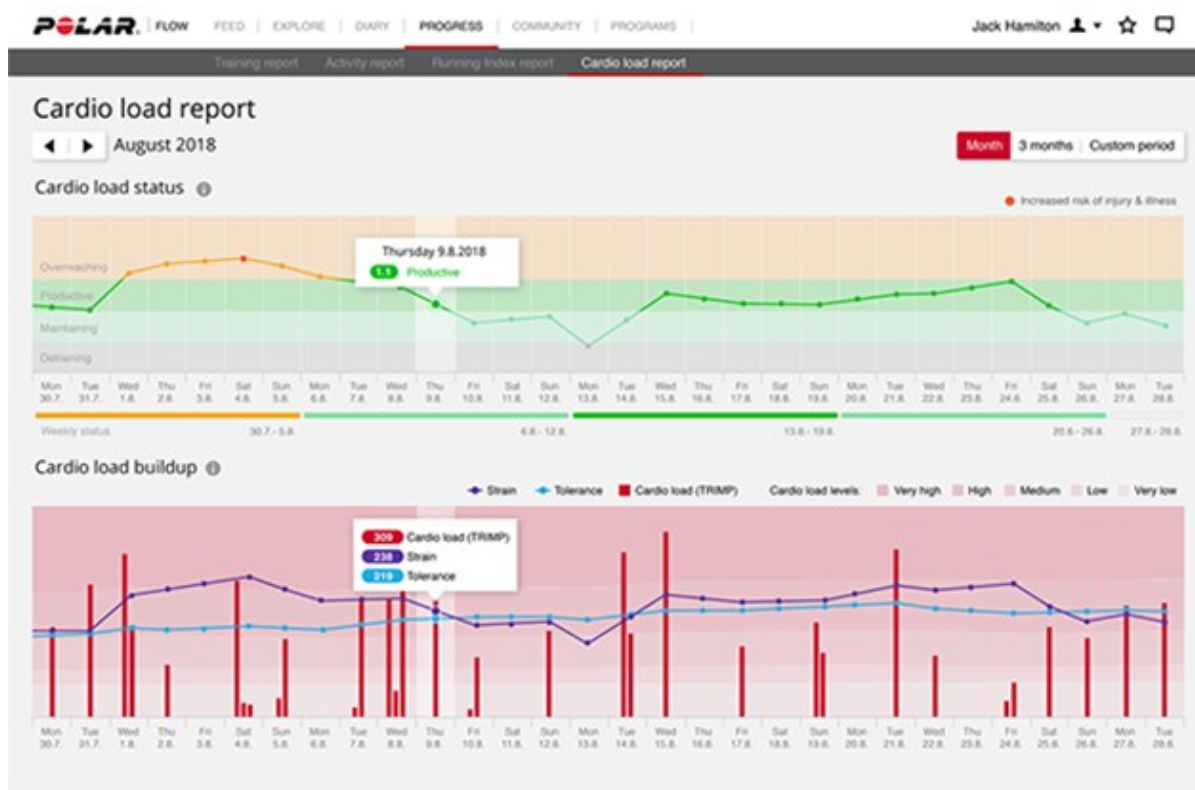 POLAR. FLOW FEED EXPLORE DIARY PROGRESS COMMUNITY PROGRAMS Jack Hamilton
Training report Activity report Running Index report Cardio load report
Cardio load report
August 2018
Month 3 months Custom period
Cardio load status
Increased risk of injury & illness
Thursday 9.8.2018
1.1 Productive
Overreaching
Productive
Maintaining
Detraining
Mon Tue Wed Thu Fri Sat Sun Mon Tue Wed Thu Fri Sat Sun Mon Tue Wed Thu Fri Sat Sun Mon Tue Wed Thu Fri Sat Sun Mon Tue
30.7. 31.7. 1.8. 2.8. 3.8. 4.8. 5.8. 6.8. 7.8. 8.8. 9.8. 10.8. 11.8. 12.8. 13.8. 14.8. 15.8. 16.8. 17.8. 18.8. 19.8. 20.8. 21.8. 22.8. 23.8. 24.8. 25.8. 26.8. 27.8. 28.8.
Weekly status 30.7.- 5.8. 6.8.- 12.8. 13.8.- 19.8. 20.8.- 26.8. 27.8.- 28.8.
Cardio load buildup
Strain Tolerance Cardio load (TRIMP) Cardio load levels: Very high High Medium Low Very low
309 Cardio load (TRIMP)
238 Strain
219 Tolerance
Mon Tue Wed Thu Fri Sat Sun Mon Tue Wed Thu Fri Sat Sun Mon Tue Wed Thu Fri Sat Sun Mon Tue Wed Thu Fri Sat Sun Mon Tue
30.7. 31.7. 1.8. 2.8. 3.8. 4.8. 5.8. 6.8. 7.8. 8.8. 9.8. 10.8. 11.8. 12.8. 13.8. 14.8. 15.8. 16.8. 17.8. 18.8. 19.8. 20.8. 21.8. 22.8. 23.8. 24.8. 25.8. 26.8. 27.8. 28.8.